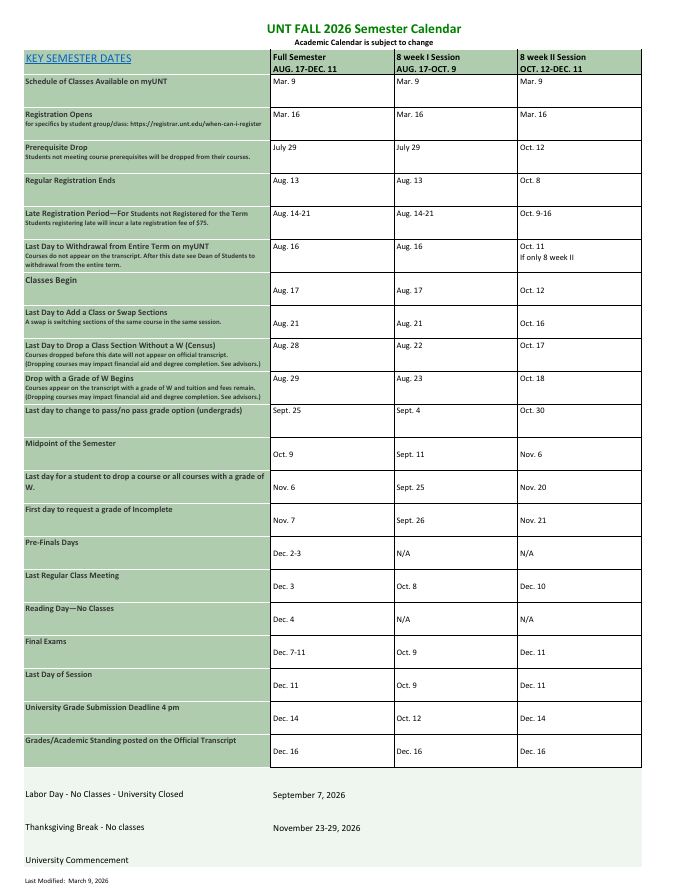 UNT FALL 2026 Semester Calendar
Academic Calendar is subject to change
KEY SEMESTER DATES
Full Semester
AUG. 17-DEC. 11
8 week I Session
AUG. 17-OCT. 9
8 week II Session
OCT. 12-DEC. 11
Schedule of Classes Available on myUNT
Mar. 9
Mar. 9
Mar. 9
Registration Opens
for specifics by student group/class: https://registrar.unt.edu/when-can-i-register
Mar. 16
Mar. 16
Mar. 16
Prerequisite Drop
Students not meeting course prerequisites will be dropped from their courses.
July 29
July 29
Oct. 12
Regular Registration Ends
Aug. 13
Aug. 13
Oct. 8
Late Registration Period—For Students not Registered for the Term
Students registering late will incur a late registration fee of $75.
Aug. 14-21
Aug. 14-21
Oct. 9-16
Last Day to Withdrawal from Entire Term on myUNT
Courses do not appear on the transcript. After this date see Dean of Students to
withdrawal from the entire term.
Aug. 16
Aug. 16
Oct. 11
If only 8 week II
Classes Begin
Aug. 17
Aug. 17
Oct. 12
Last Day to Add a Class or Swap Sections
A swap is switching sections of the same course in the same session.
Aug. 21
Aug. 21
Oct. 16
Last Day to Drop a Class Section Without a W (Census)
Courses dropped before this date will not appear on official transcript.
(Dropping courses may impact financial aid and degree completion. See advisors.)
Aug. 28
Aug. 22
Oct. 17
Drop with a Grade of W Begins
Courses appear on the transcript with a grade of W and tuition and fees remain.
(Dropping courses may impact financial aid and degree completion. See advisors.)
Aug. 29
Aug. 23
Oct. 18
Last day to change to pass/no pass grade option (undergrads)
Sept. 25
Sept. 4
Oct. 30
Midpoint of the Semester
Oct. 9
Sept. 11
Nov. 6
Last day for a student to drop a course or all courses with a grade of
W.
Nov. 6
Sept. 25
Nov. 20
First day to request a grade of Incomplete
Nov. 7
Sept. 26
Nov. 21
Pre-Finals Days
Dec. 2-3
N/A
N/A
Last Regular Class Meeting
Dec. 3
Oct. 8
Dec. 10
Reading Day—No Classes
Dec. 4
N/A
N/A
Final Exams
Dec. 7-11
Oct. 9
Dec. 11
Last Day of Session
Dec. 11
Oct. 9
Dec. 11
University Grade Submission Deadline 4 pm
Dec. 14
Oct. 12
Dec. 14
Grades/Academic Standing posted on the Official Transcript
Dec. 16
Dec. 16
Dec. 16
Labor Day - No Classes - University Closed
September 7, 2026
Thanksgiving Break - No classes
November 23-29, 2026
University Commencement
Last Modified: March 9, 2026